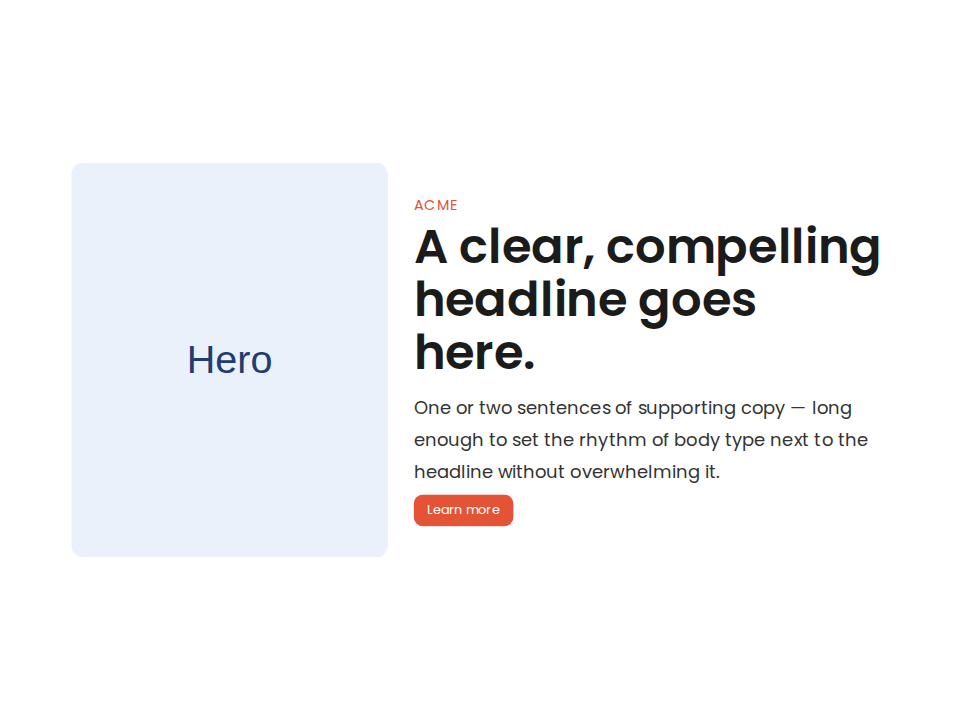 Hero
ACME
A clear, compelling
headline goes
here.
One or two sentences of supporting copy — long
enough to set the rhythm of body type next to the
headline without overwhelming it.
Learn more